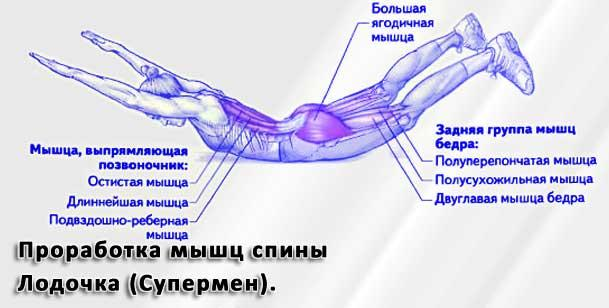 Большая
ягодичная
мышца
Мышца, выпрямляющая
позвоночник:
Остистая мышца
Длиннейшая мышца
Подвздошно-реберная
мышца
Задняя группа мышц
бедра:
Полуперепончатая мышца
Полусухожильная мышца
Двуглавая мышца бедра
Проработка мышц спины
Лодочка (Супермен).